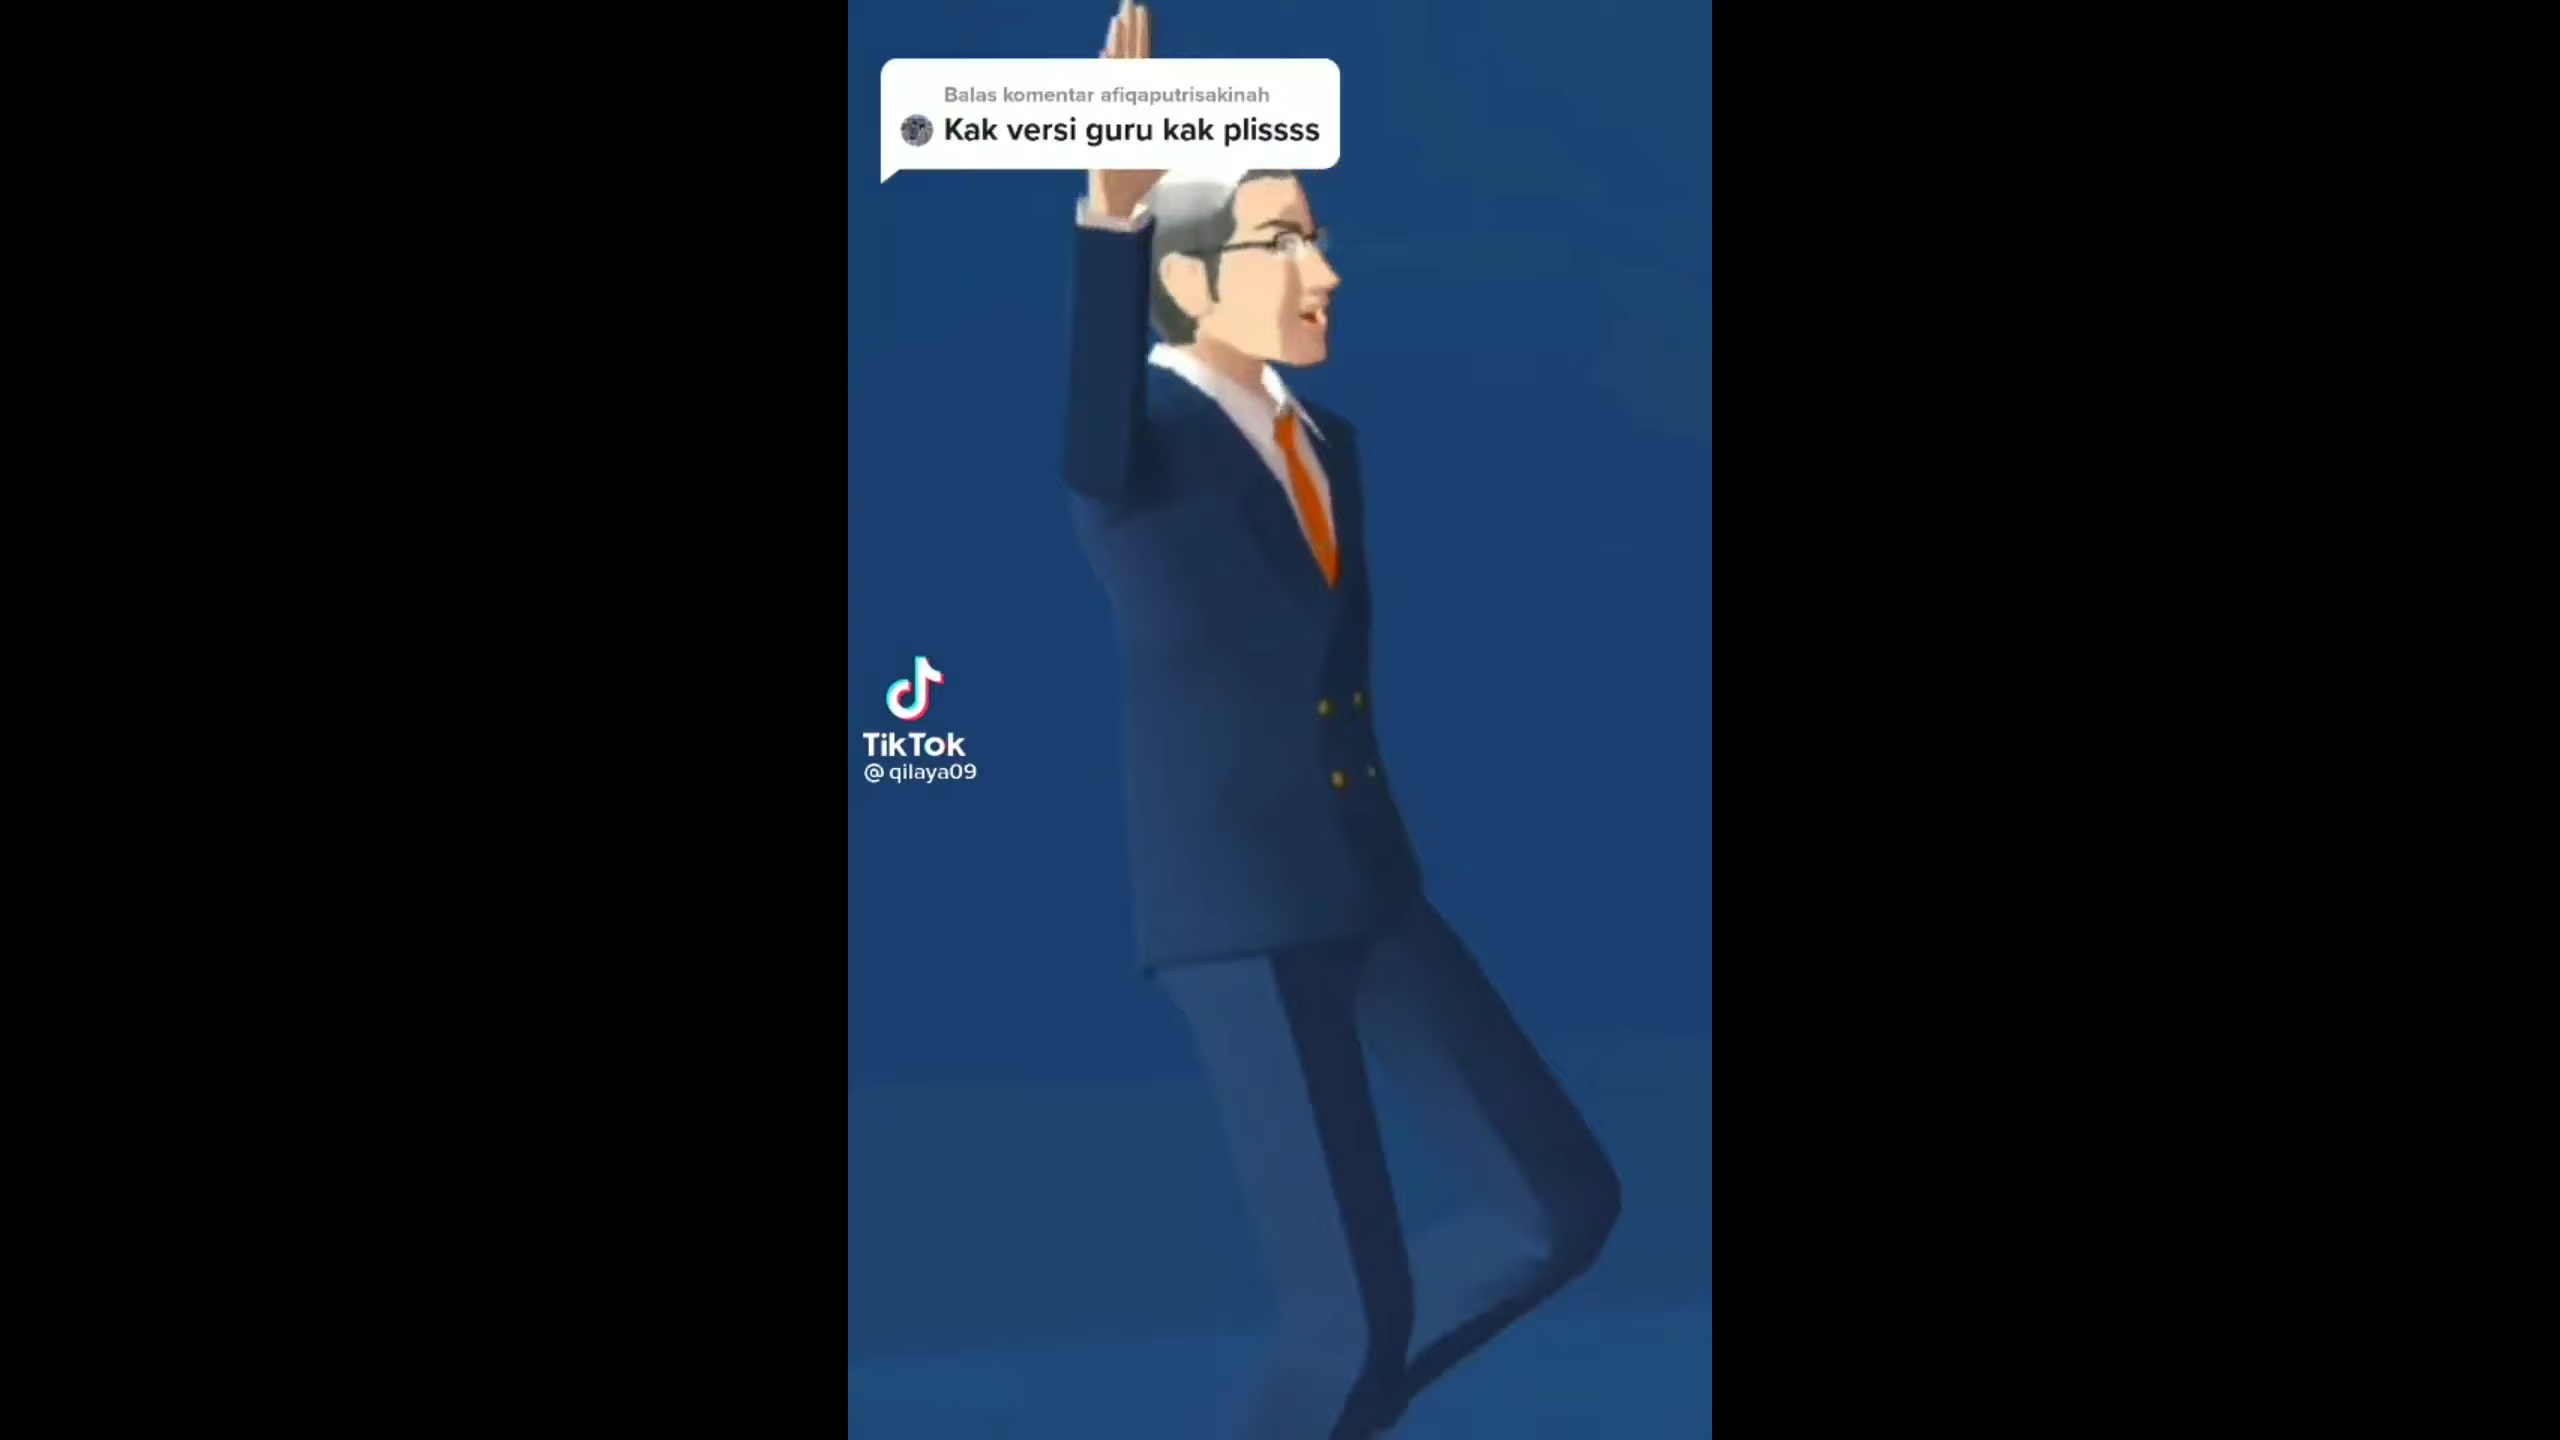 Balas komentar afiqaputrisakinah
Kak versi guru kak plissss
TikTok
@qilaya09